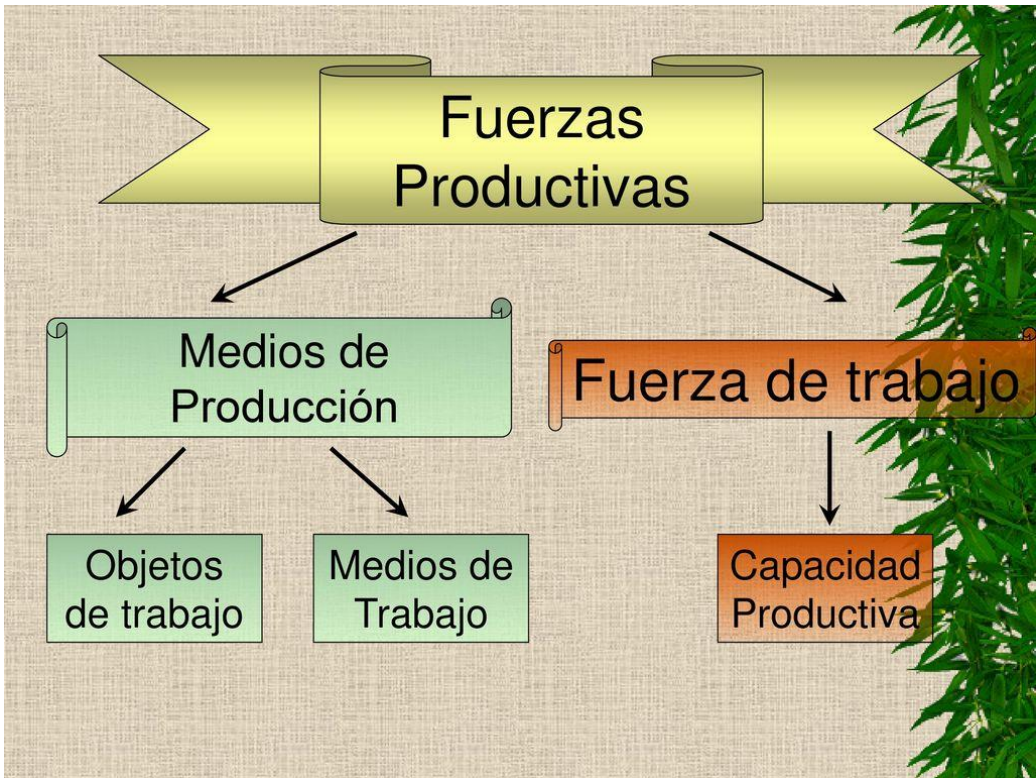 Fuerzas
Productivas
Medios de
Producción
Fuerza de trabajo
Objetos
de trabajo
Medios de
Trabajo
Capacidad
Productiva